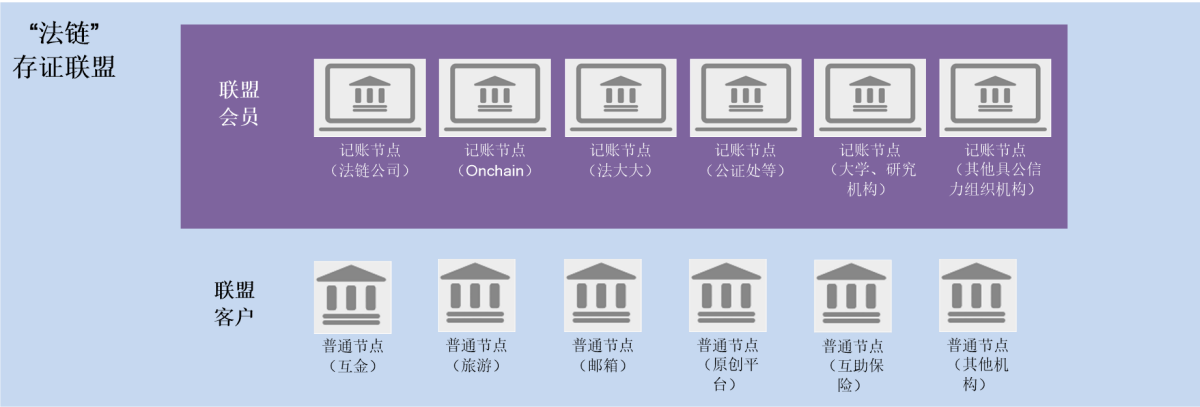 “法链”
存证联盟
联盟
会员
记账节点
（法链公司）
记账节点
（Onchain）
记账节点
（法大大）
记账节点
（公证处等）
记账节点
（大学、研究
机构）
记账节点
（其他具公信
力组织机构）
联盟
客户
普通节点
（互金）
普通节点
（旅游）
普通节点
（邮箱）
普通节点
（原创平
台）
普通节点
（互助保
险）
普通节点
（其他机
构）